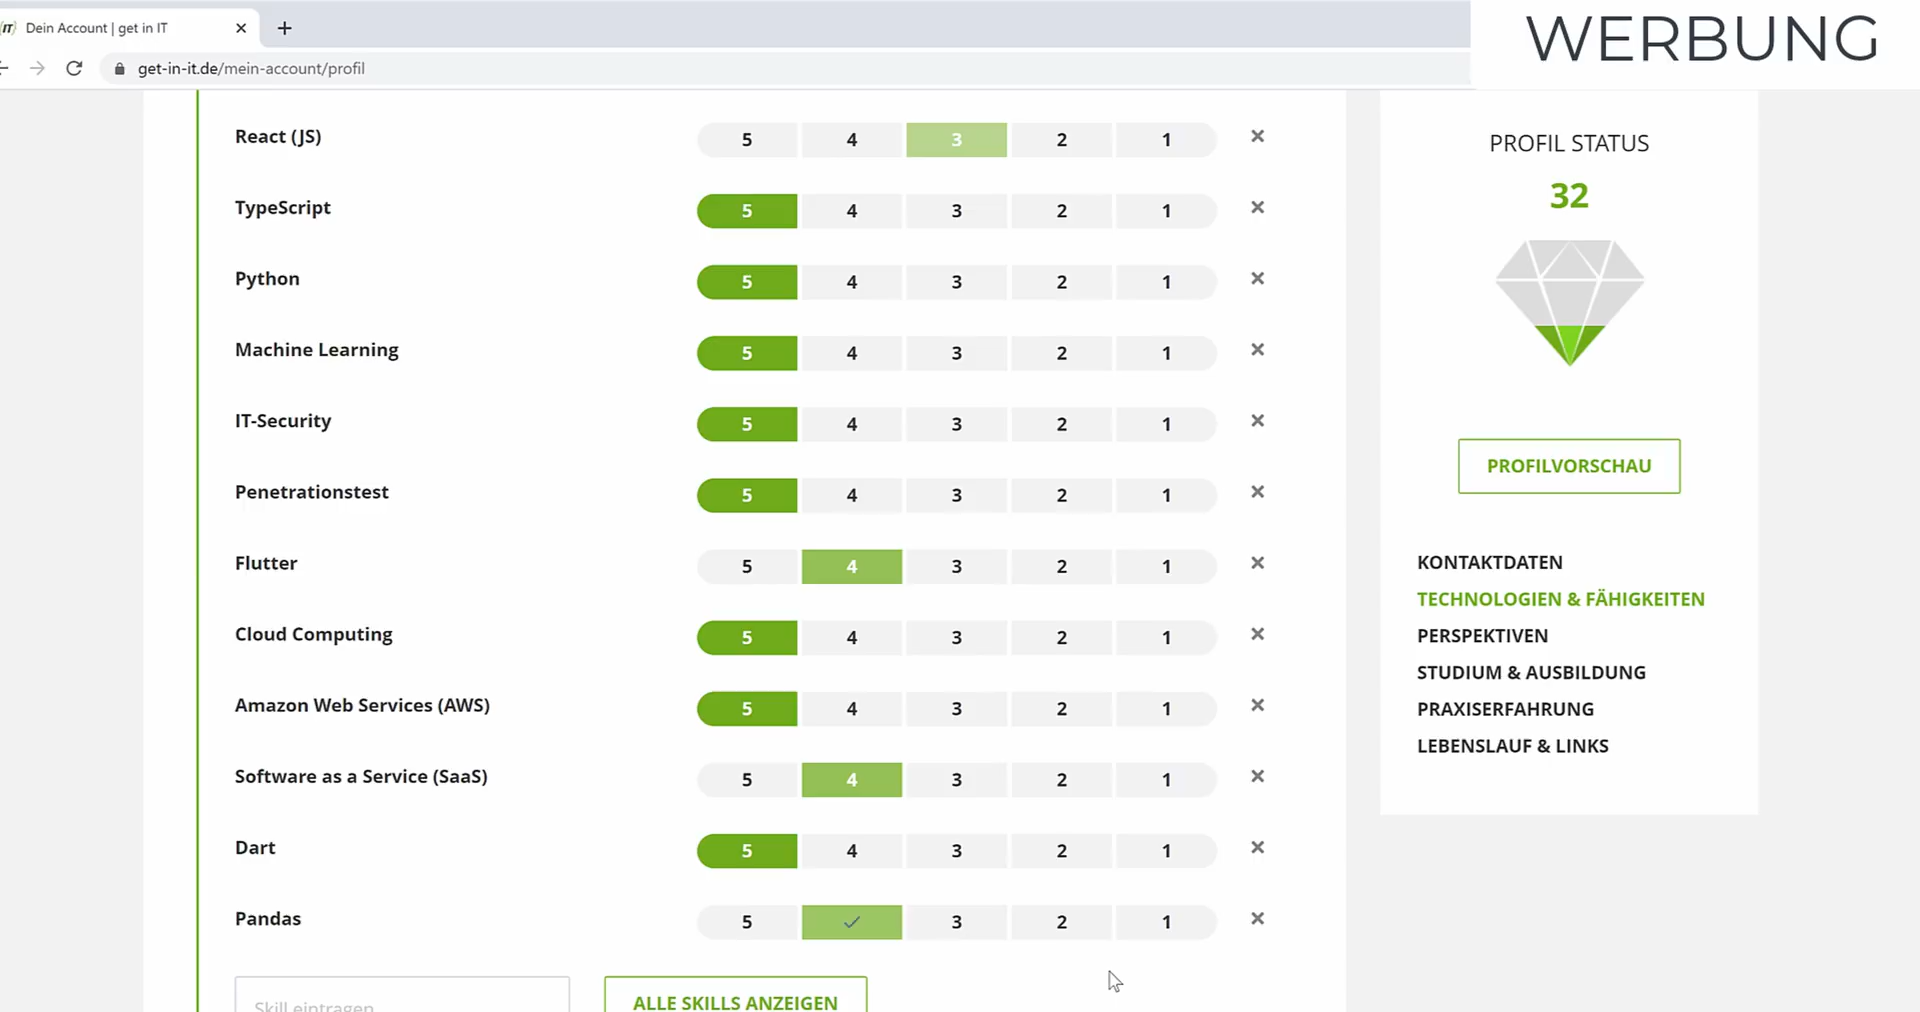 Dein Account | get in IT
WERBUNG
get-in-it.de/mein-account/profil
React (JS) 5 4 3 2 1
TypeScript 5 4 3 2 1
Python 5 4 3 2 1
Machine Learning 5 4 3 2 1
IT-Security 5 4 3 2 1
Penetrationstest 5 4 3 2 1
Flutter 5 4 3 2 1
Cloud Computing 5 4 3 2 1
Amazon Web Services (AWS) 5 4 3 2 1
Software as a Service (SaaS) 5 4 3 2 1
Dart 5 4 3 2 1
Pandas 5 ✓ 3 2 1
Skill eintragen
ALLE SKILLS ANZEIGEN
PROFIL STATUS
32
PROFILVORSCHAU
KONTAKTDATEN
TECHNOLOGIEN & FÄHIGKEITEN
PERSPEKTIVEN
STUDIUM & AUSBILDUNG
PRAXISERFAHRUNG
LEBENSLAUF & LINKS